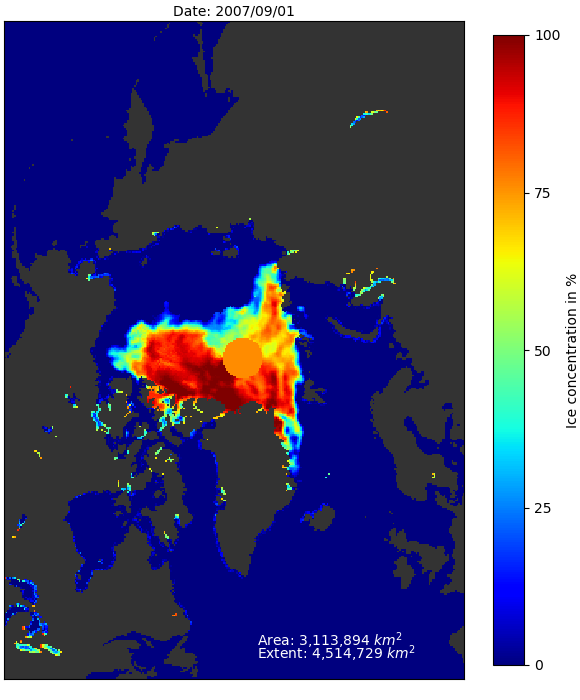 Date: 2007/09/01
100
75
50
25
0
Ice concentration in %
Area: 3,113,894 km²
Extent: 4,514,729 km²